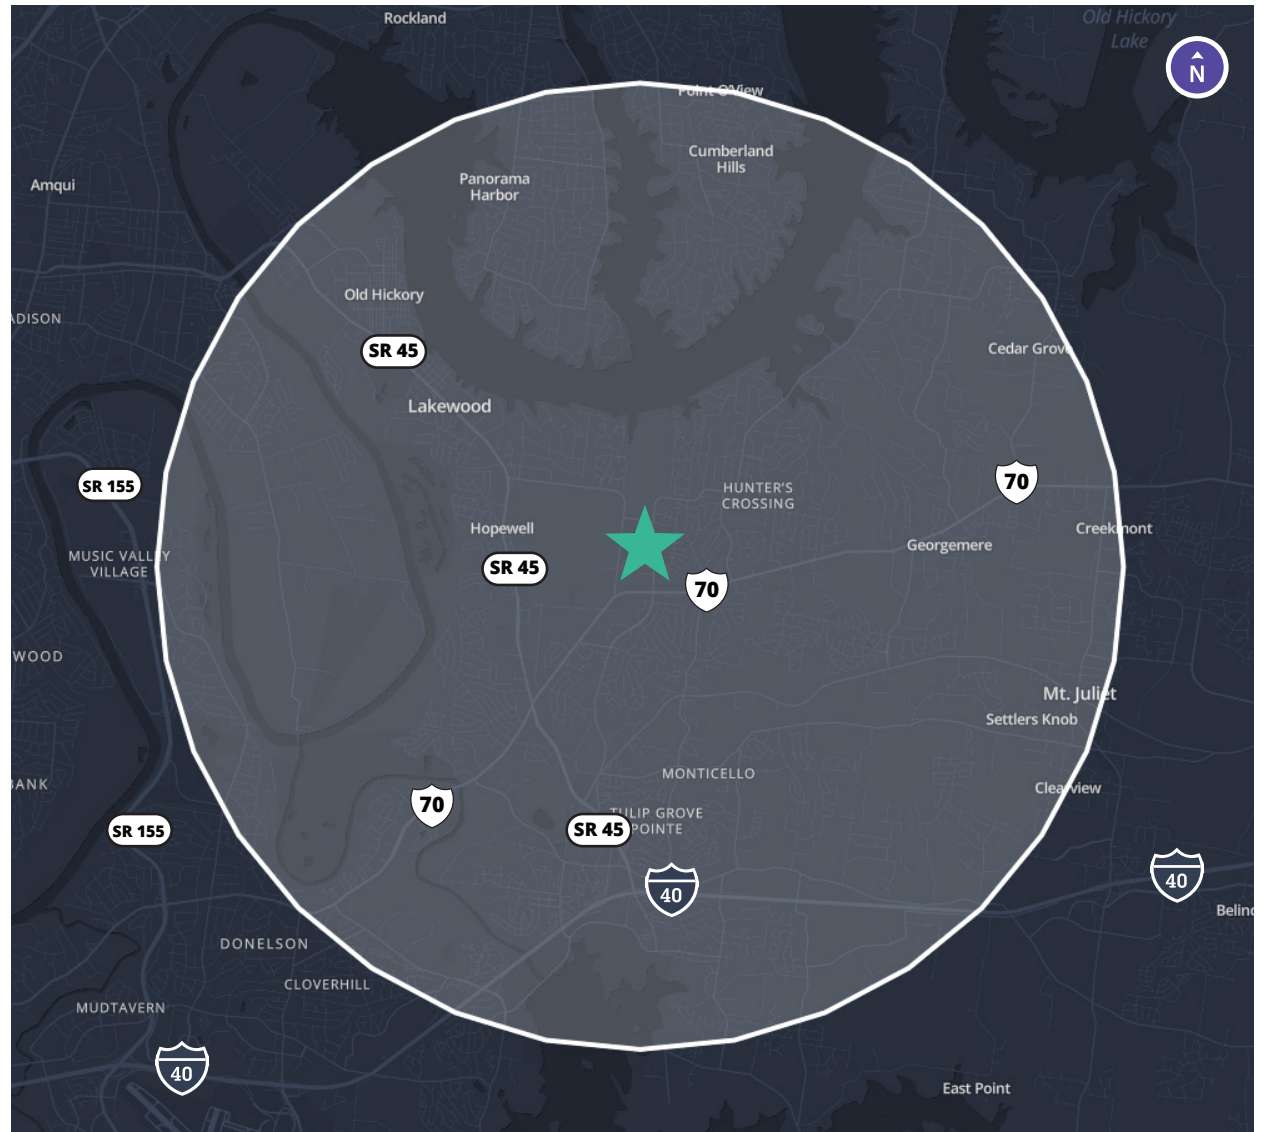 Rockland
Old Hickory
Lake
N
Point O'View
Cumberland
Hills
Panorama
Harbor
Amqui
Old Hickory
ADISON
SR 45
Cedar Grove
Lakewood
70
SR 155
HUNTER'S
CROSSING
Hopewell
Creekmont
Georgemere
MUSIC VALLEY
VILLAGE
SR 45
70
WOOD
Mt. Juliet
Settlers Knob
MONTICELLO
BANK
Clearview
70
TULIP GROVE
POINTE
SR 45
SR 155
40
40
Belinc
DONELSON
CLOVERHILL
MUDTAVERN
40
East Point